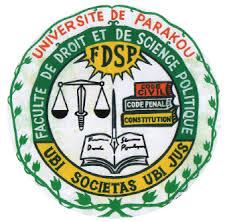 UNIVERSITE DE PARAKOU
FACULTE DE DROIT ET DE SCIENCE POLITIQUE
FDSP
CODE CIVIL
CODE PENAL
CONSTITUTION
UBI SOCIETAS UBI JUS